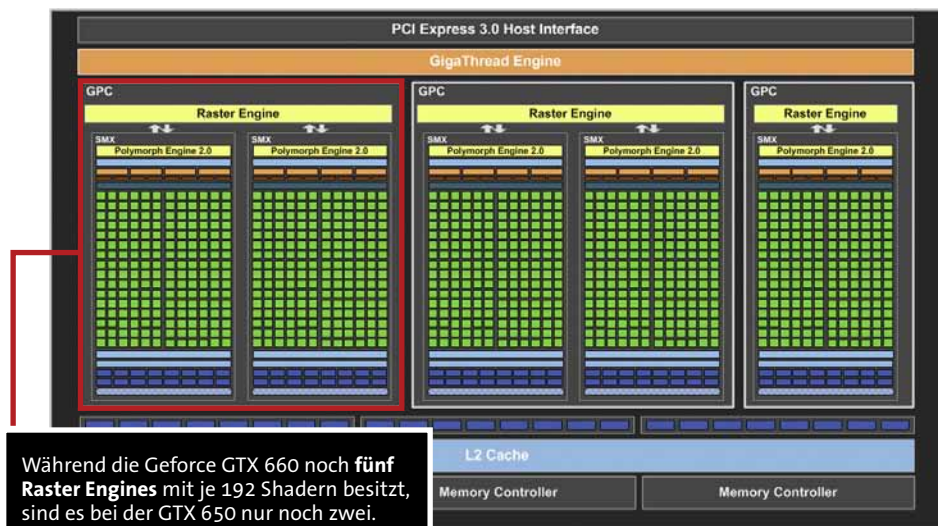 PCI Express 3.0 Host Interface
GigaThread Engine
GPC
GPC
GPC
Raster Engine
Raster Engine
Raster Engine
SMX
SMX
SMX
SMX
SMX
Polymorph Engine 2.0
Polymorph Engine 2.0
Polymorph Engine 2.0
Polymorph Engine 2.0
Polymorph Engine 2.0
L2 Cache
Memory Controller
Memory Controller
Während die Geforce GTX 660 noch fünf
Raster Engines mit je 192 Shadern besitzt,
sind es bei der GTX 650 nur noch zwei.